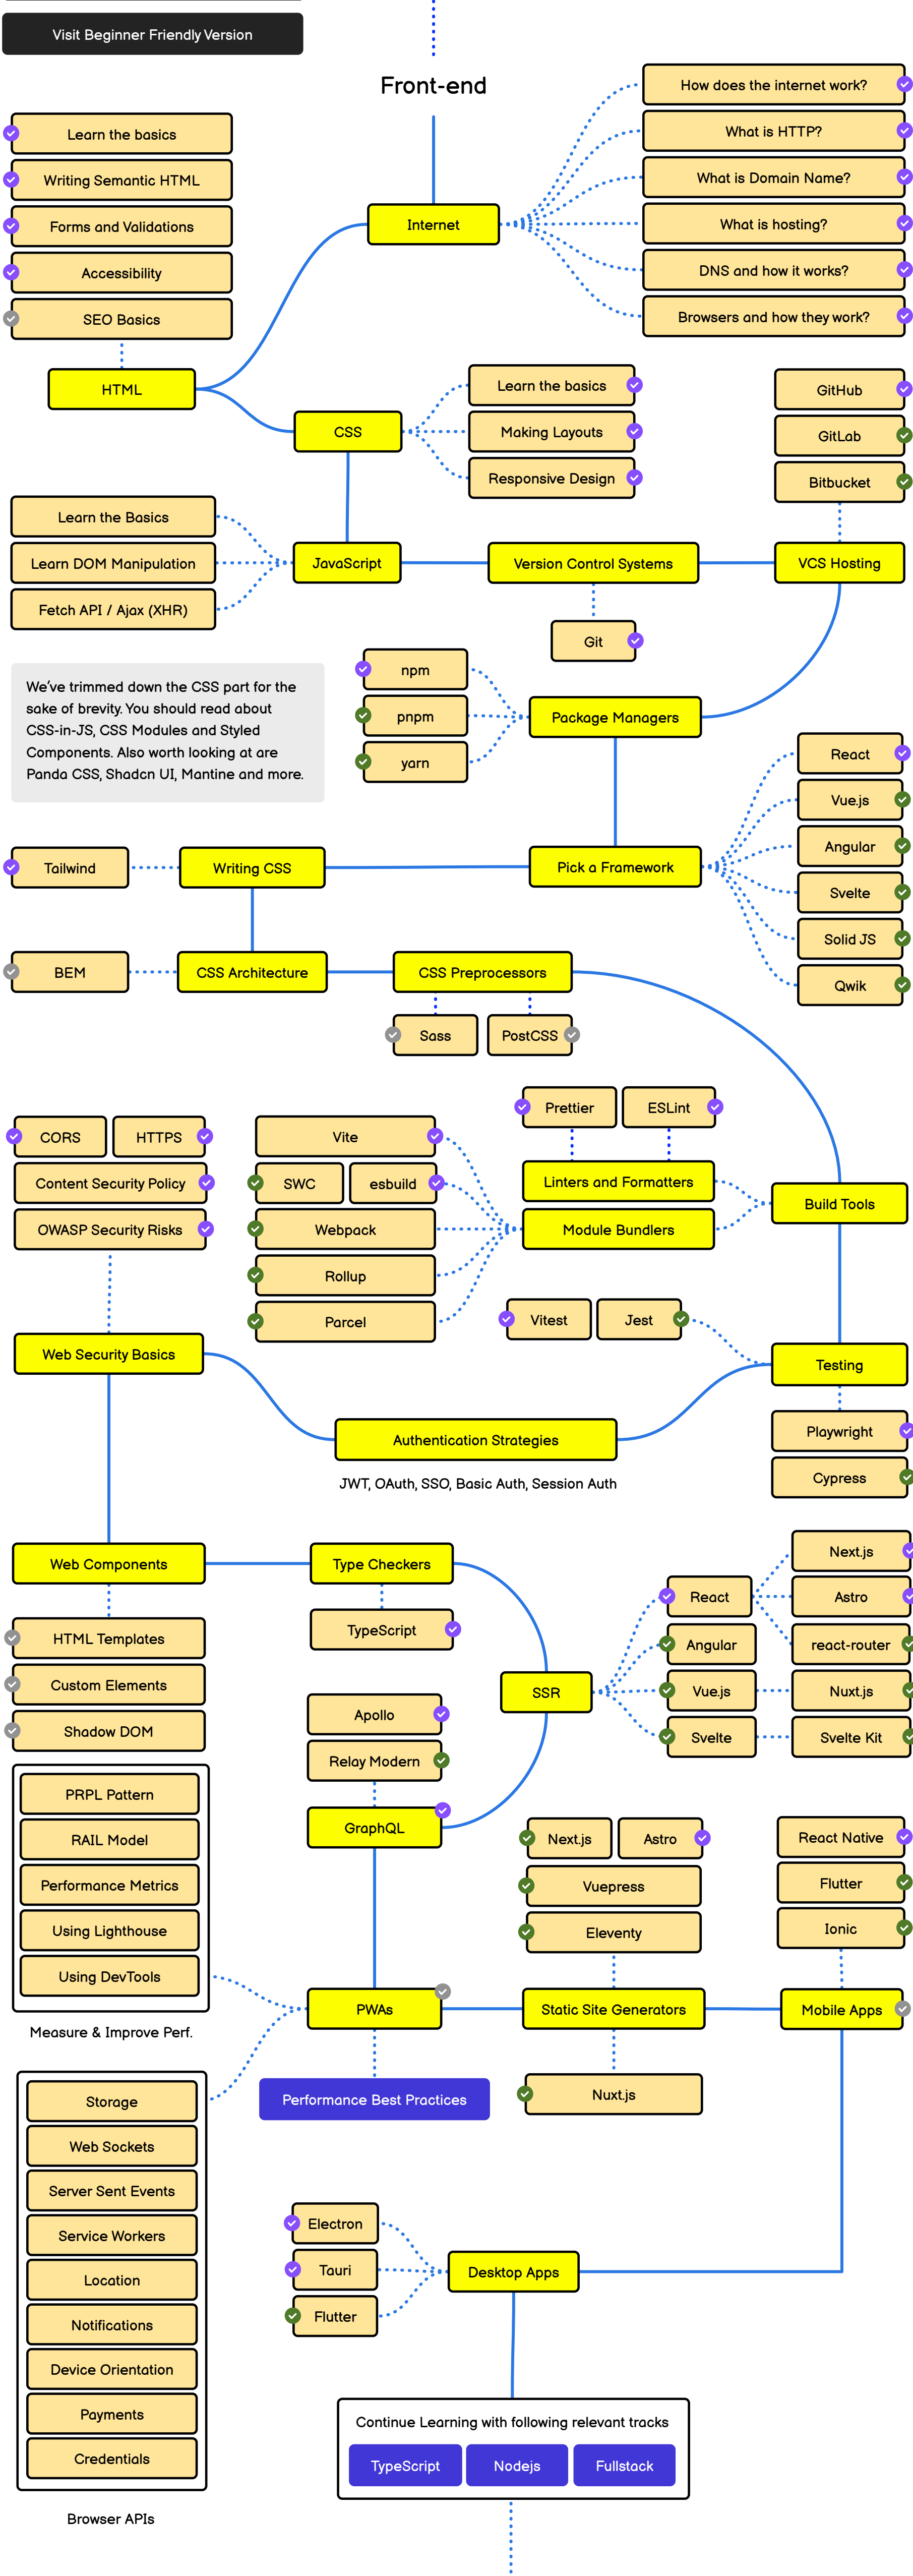 Visit Beginner Friendly Version
Front-end
How does the internet work?
What is HTTP?
What is Domain Name?
What is hosting?
DNS and how it works?
Browsers and how they work?
Internet
Learn the basics
Writing Semantic HTML
Forms and Validations
Accessibility
SEO Basics
HTML
CSS
Learn the basics
Making Layouts
Responsive Design
GitHub
GitLab
Bitbucket
Learn the Basics
Learn DOM Manipulation
Fetch API / Ajax (XHR)
JavaScript
Version Control Systems
VCS Hosting
Git
We've trimmed down the CSS part for the
sake of brevity. You should read about
CSS-in-JS, CSS Modules and Styled
Components. Also worth looking at are
Panda CSS, Shadcn UI, Mantine and more.
npm
pnpm
yarn
Package Managers
React
Vue.js
Angular
Svelte
Solid JS
Qwik
Tailwind
Writing CSS
Pick a Framework
BEM
CSS Architecture
CSS Preprocessors
Sass
PostCSS
Prettier
ESLint
Linters and Formatters
Module Bundlers
Build Tools
CORS
HTTPS
Content Security Policy
OWASP Security Risks
Vite
SWC
esbuild
Webpack
Rollup
Parcel
Vitest
Jest
Web Security Basics
Testing
Playwright
Cypress
Authentication Strategies
JWT, OAuth, SSO, Basic Auth, Session Auth
Web Components
Type Checkers
HTML Templates
Custom Elements
Shadow DOM
TypeScript
SSR
React
Angular
Vue.js
Svelte
Next.js
Astro
react-router
Nuxt.js
Svelte Kit
Apollo
Relay Modern
GraphQL
PRPL Pattern
RAIL Model
Performance Metrics
Using Lighthouse
Using DevTools
Measure & Improve Perf.
Next.js
Astro
Vuepress
Eleventy
React Native
Flutter
Ionic
PWAs
Static Site Generators
Mobile Apps
Performance Best Practices
Nuxt.js
Storage
Web Sockets
Server Sent Events
Service Workers
Location
Notifications
Device Orientation
Payments
Credentials
Browser APIs
Electron
Tauri
Flutter
Desktop Apps
Continue Learning with following relevant tracks
TypeScript
Nodejs
Fullstack